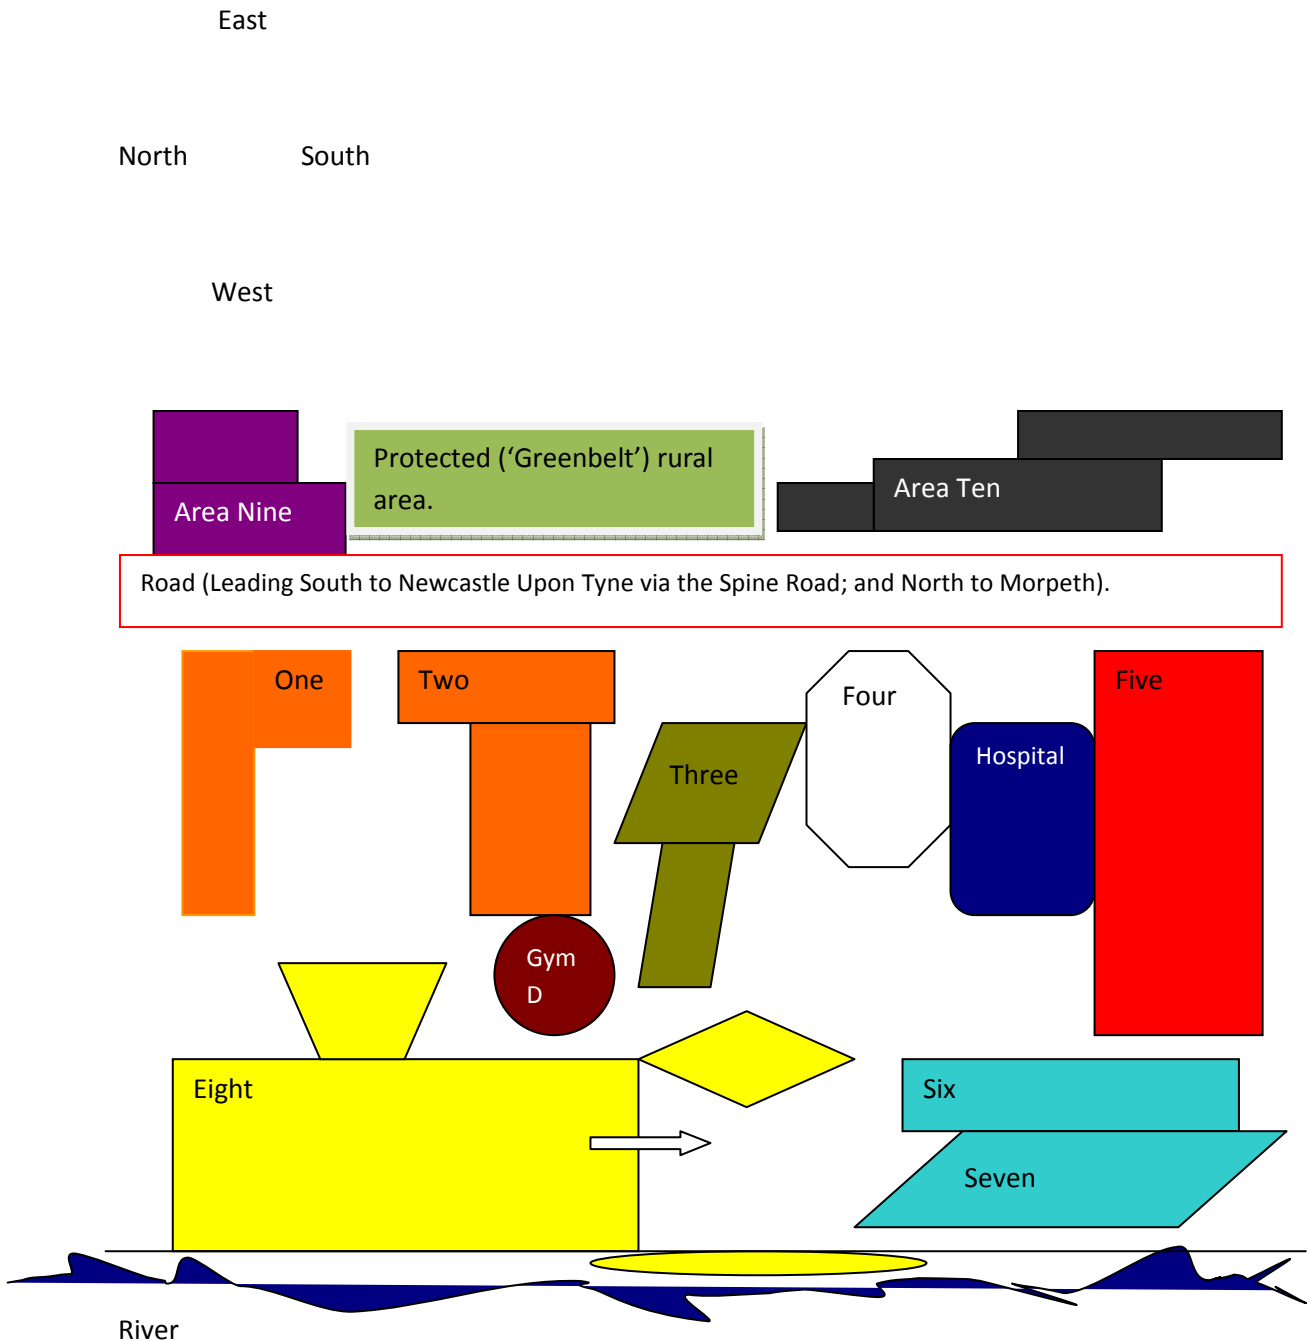 East
North South
West
Protected (‘Greenbelt’) rural
area.
Area Ten
Area Nine
Road (Leading South to Newcastle Upon Tyne via the Spine Road; and North to Morpeth).
One
Two
Four
Five
Three
Hospital
Gym
D
Eight
Six
Seven
River